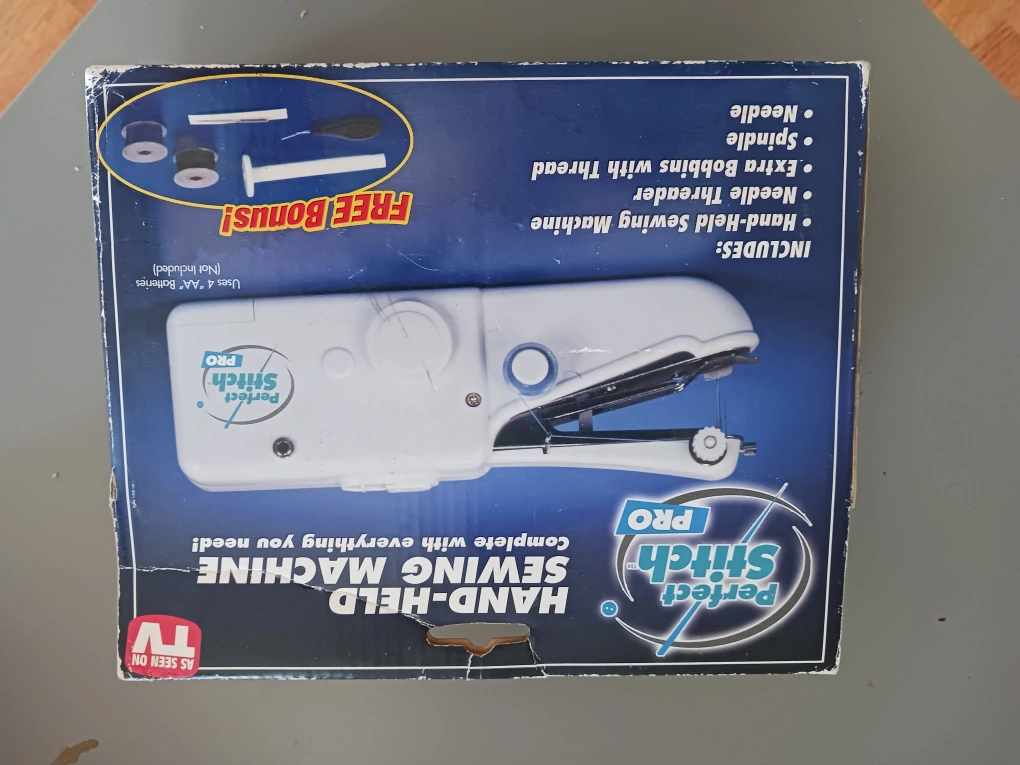 Perfect
Stitch™
PRO
HAND-HELD
SEWING MACHINE
Complete with everything you need!
AS SEEN ON
TV
Perfect
Stitch™
PRO
Uses 4 "AA" Batteries
(Not Included)
INCLUDES:
• Hand-Held Sewing Machine
• Needle Threader
• Extra Bobbins with Thread
• Spindle
• Needle
FREE Bonus!